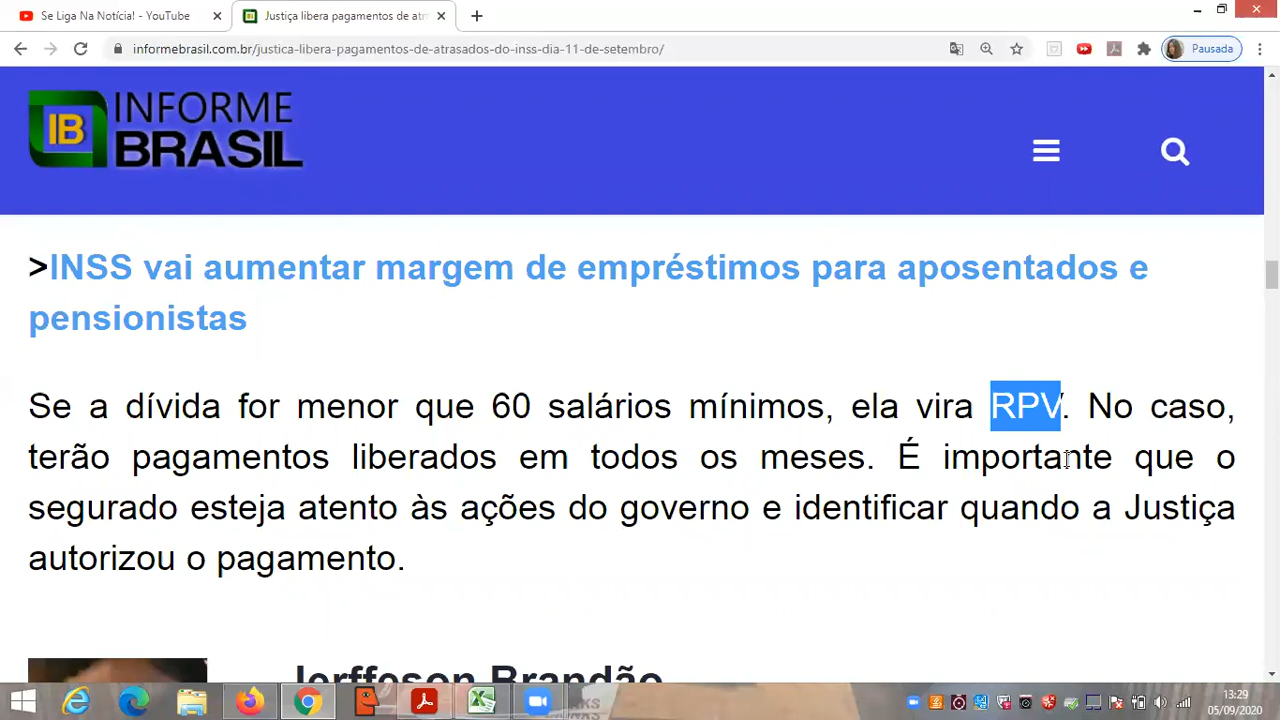 Se Liga Na Notícia! - YouTube
Justiça libera pagamentos de atra
informebrasil.com.br/justica-libera-pagamentos-de-atrasados-do-inss-dia-11-de-setembro/
Pausada
IB INFORME
BRASIL
>INSS vai aumentar margem de empréstimos para aposentados e
pensionistas
Se a dívida for menor que 60 salários mínimos, ela vira RPV. No caso,
terão pagamentos liberados em todos os meses. É importante que o
segurado esteja atento às ações do governo e identificar quando a Justiça
autorizou o pagamento.
Jerffeson Brandão
13:29
05/09/2020